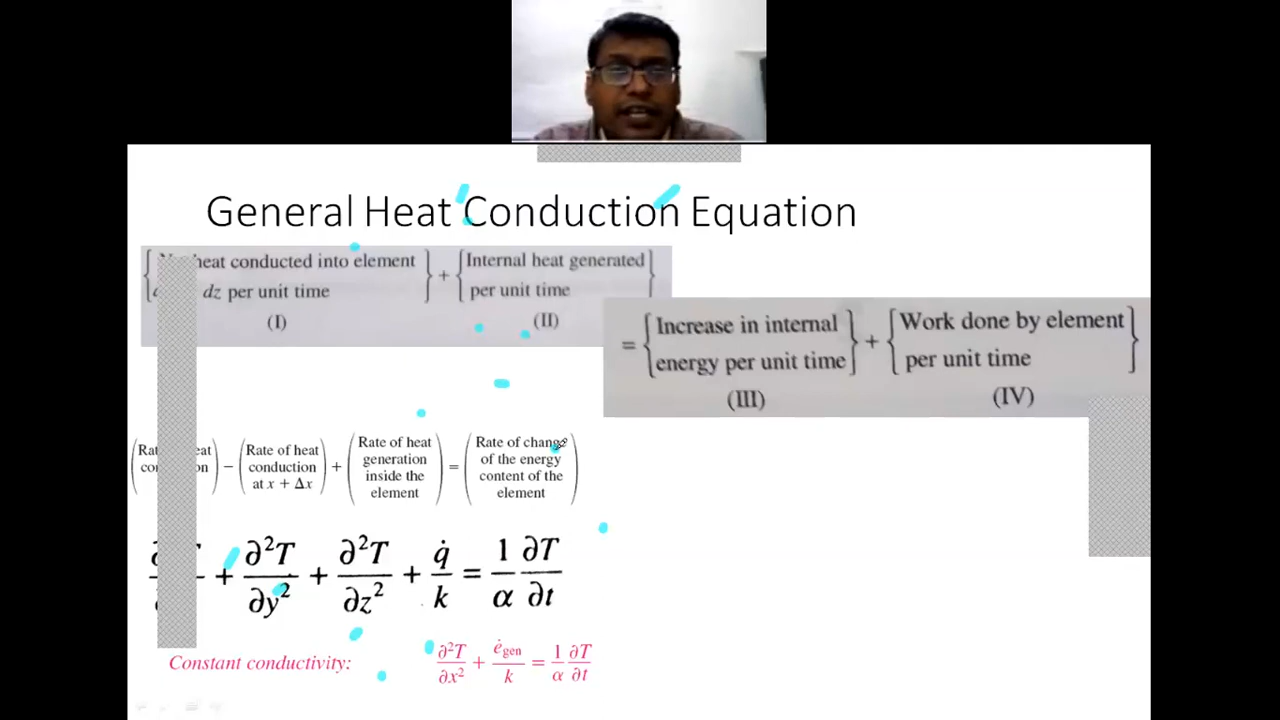 General Heat Conduction Equation
heat conducted into element
dz per unit time
(I)
+
Internal heat generated
per unit time
(II)
= {Increase in internal
energy per unit time}
(III)
+ {Work done by element
per unit time}
(IV)
− (Rate of heat
conduction
at x + Δx)
+ (Rate of heat
generation
inside the
element)
= (Rate of change
of the energy
content of the
element)
+ ∂²T/∂y² + ∂²T/∂z² + q̇/k = 1/α ∂T/∂t
Constant conductivity: ∂²T/∂x² + ė_gen/k = 1/α ∂T/∂t